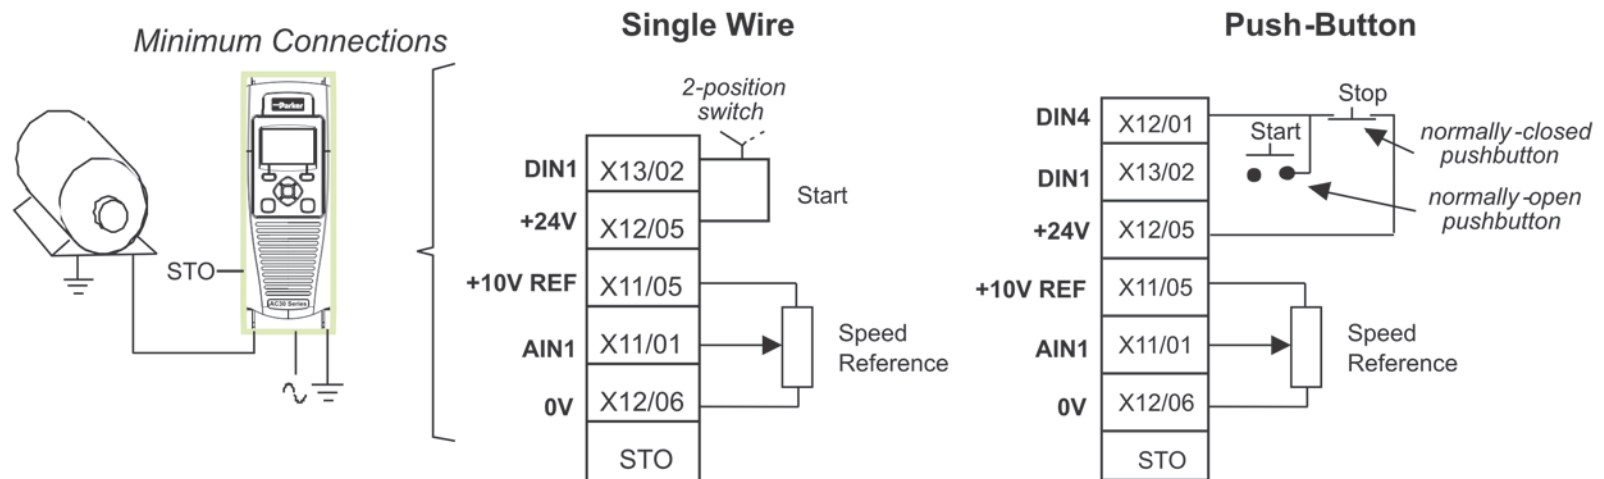 Minimum Connections
Parker
STO
AC30 Series
Single Wire
2-position
switch
DIN1 X13/02
Start
+24V X12/05
+10V REF X11/05
AIN1 X11/01
Speed
Reference
0V X12/06
STO
Push-Button
Stop
DIN4 X12/01
Start
normally-closed
pushbutton
DIN1 X13/02
normally-open
pushbutton
+24V X12/05
+10V REF X11/05
AIN1 X11/01
Speed
Reference
0V X12/06
STO